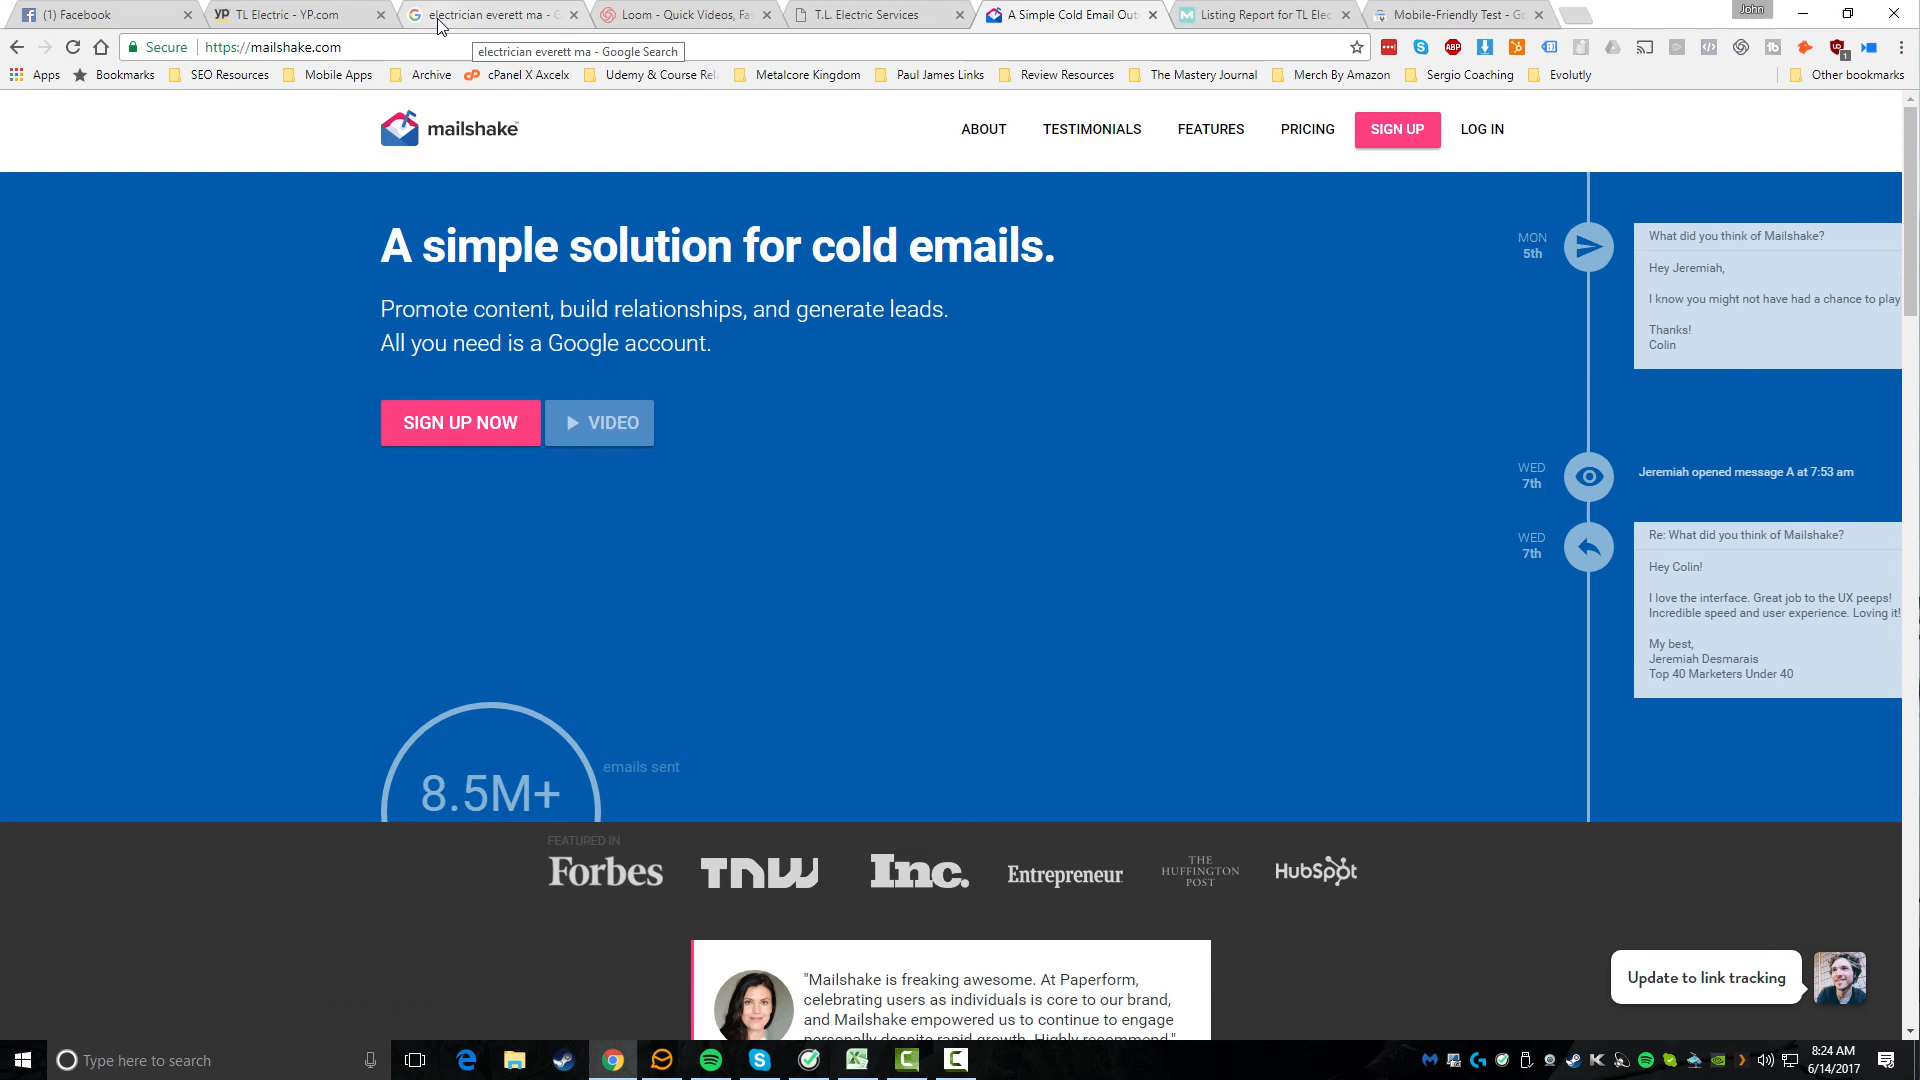 (1) Facebook
TL Electric - YP.com
electrician everett ma - G
Loom - Quick Videos, Fa
T.L. Electric Services
A Simple Cold Email Out
Listing Report for TL Elec
Mobile-Friendly Test - Go
John
Secure
https://mailshake.com
electrician everett ma - Google Search
Apps
Bookmarks
SEO Resources
Mobile Apps
Archive
cPanel X Axcelx
Udemy & Course Rel
Metalcore Kingdom
Paul James Links
Review Resources
The Mastery Journal
Merch By Amazon
Sergio Coaching
Evolutly
Other bookmarks
mailshake
ABOUT
TESTIMONIALS
FEATURES
PRICING
SIGN UP
LOG IN
A simple solution for cold emails.
Promote content, build relationships, and generate leads.
All you need is a Google account.
SIGN UP NOW
VIDEO
MON
5th
What did you think of Mailshake?
Hey Jeremiah,
I know you might not have had a chance to play
Thanks!
Colin
WED
7th
Jeremiah opened message A at 7:53 am
WED
7th
Re: What did you think of Mailshake?
Hey Colin!
I love the interface. Great job to the UX peeps!
Incredible speed and user experience. Loving it!
My best,
Jeremiah Desmarais
Top 40 Marketers Under 40
8.5M+
emails sent
FEATURED IN
Forbes
TNW
Inc.
Entrepreneur
THE
HUFFINGTON
POST
HubSpot
"Mailshake is freaking awesome. At Paperform,
celebrating users as individuals is core to our brand,
and Mailshake empowered us to continue to engage
personally despite rapid growth. Highly recommend."
Update to link tracking
Type here to search
8:24 AM
6/14/2017